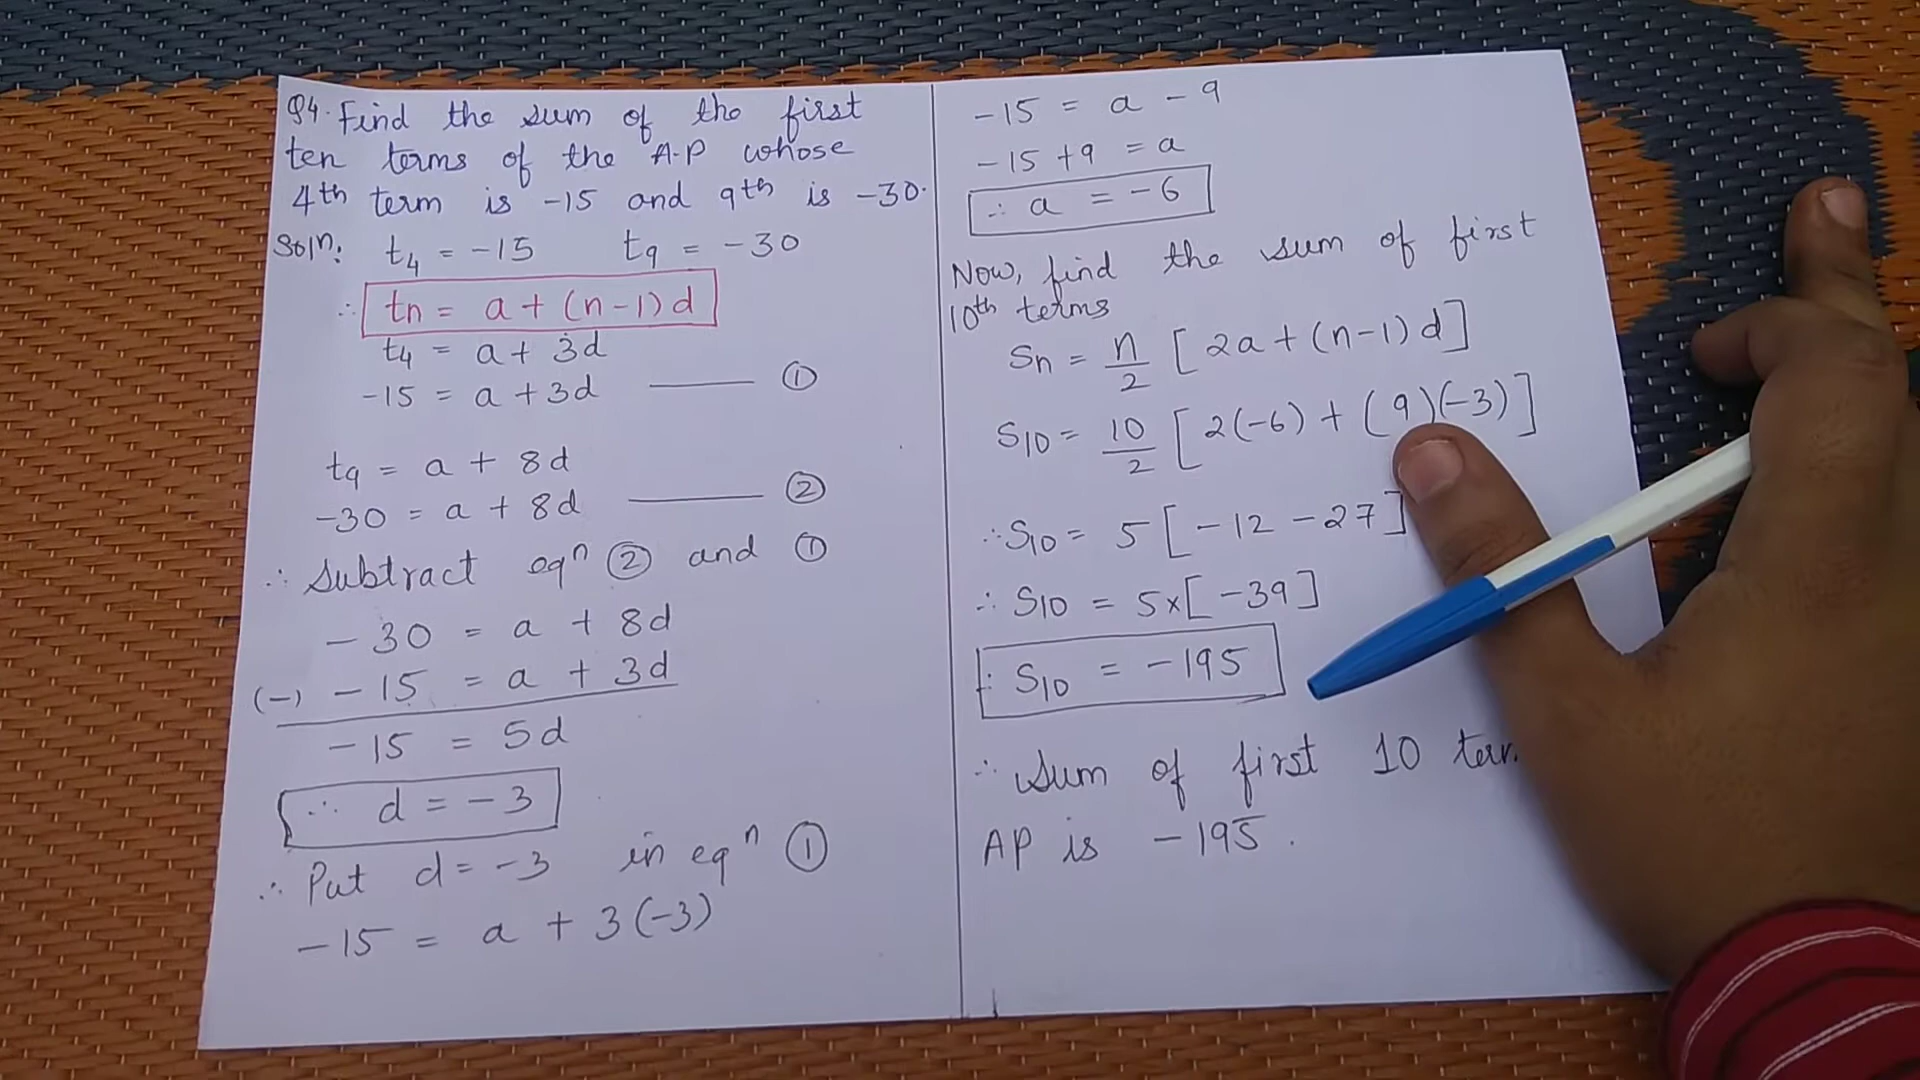 Q4. Find the sum of the first
ten terms of the A.P whose
4th term is -15 and 9th is -30.
Solⁿ: t₄ = -15 t₉ = -30
∴ tn = a + (n-1)d
t₄ = a + 3d
-15 = a + 3d ——— ①
t₉ = a + 8d
-30 = a + 8d ——— ②
∴ Subtract eqⁿ ② and ①
- 30 = a + 8d
(-) - 15 = a + 3d
- 15 = 5d
∴ d = -3
∴ Put d = -3 in eqⁿ ①
-15 = a + 3(-3)
-15 = a - 9
-15 + 9 = a
∴ a = -6
Now, find the sum of first
10th terms
Sn = n/2 [2a + (n-1)d]
S10 = 10/2 [2(-6) + (9)(-3)]
∴ S10 = 5[-12 -27]
∴ S10 = 5×[-39]
∴ S10 = -195
∴ Sum of first 10
AP is -195.